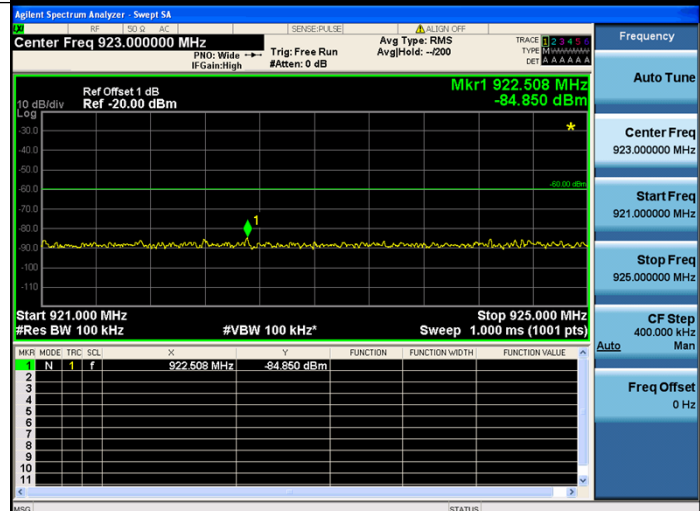 Agilent Spectrum Analyzer - Swept SA
RF 50 Ω AC SENSE:PULSE ALIGN OFF
Center Freq 923.000000 MHz
PNO: Wide
IFGain:High
Trig: Free Run
#Atten: 0 dB
Avg Type: RMS
Avg|Hold: --/200
TRACE 1 2 3 4 5 6
TYPE M
DET A A A A A A
Frequency
Auto Tune
Center Freq
923.000000 MHz
Start Freq
921.000000 MHz
Stop Freq
925.000000 MHz
CF Step
400.000 kHz
Auto Man
Freq Offset
0 Hz
Mkr1 922.508 MHz
-84.850 dBm
Ref Offset 1 dB
10 dB/div Ref -20.00 dBm
Log
-30.0
-40.0
-50.0
-60.0
-60.00 dBm
-70.0
-80.0
1
-90.0
-100
-110
Start 921.000 MHz Stop 925.000 MHz
#Res BW 100 kHz #VBW 100 kHz* Sweep 1.000 ms (1001 pts)
MKR MODE TRC SCL X Y FUNCTION FUNCTION WIDTH FUNCTION VALUE
1 N 1 f 922.508 MHz -84.850 dBm
2
3
4
5
6
7
8
9
10
11
MSG STATUS